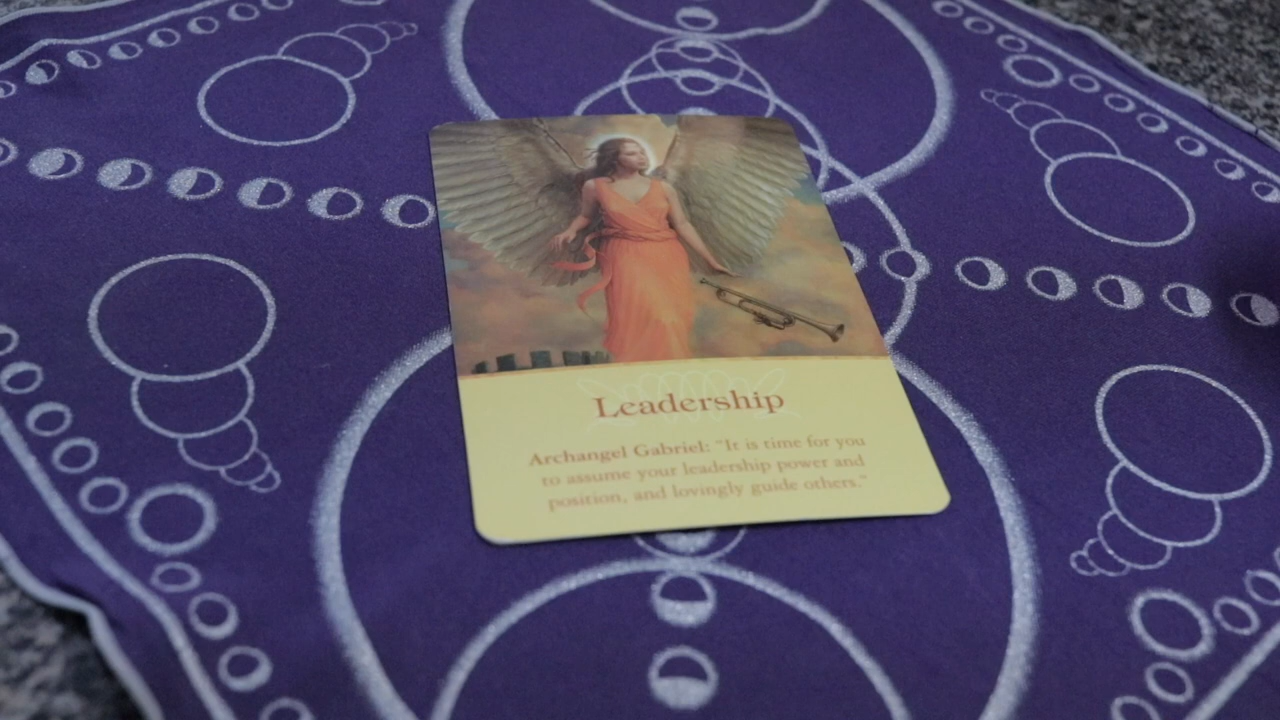 Leadership
Archangel Gabriel: "It is time for you
to assume your leadership power and
position, and lovingly guide others."